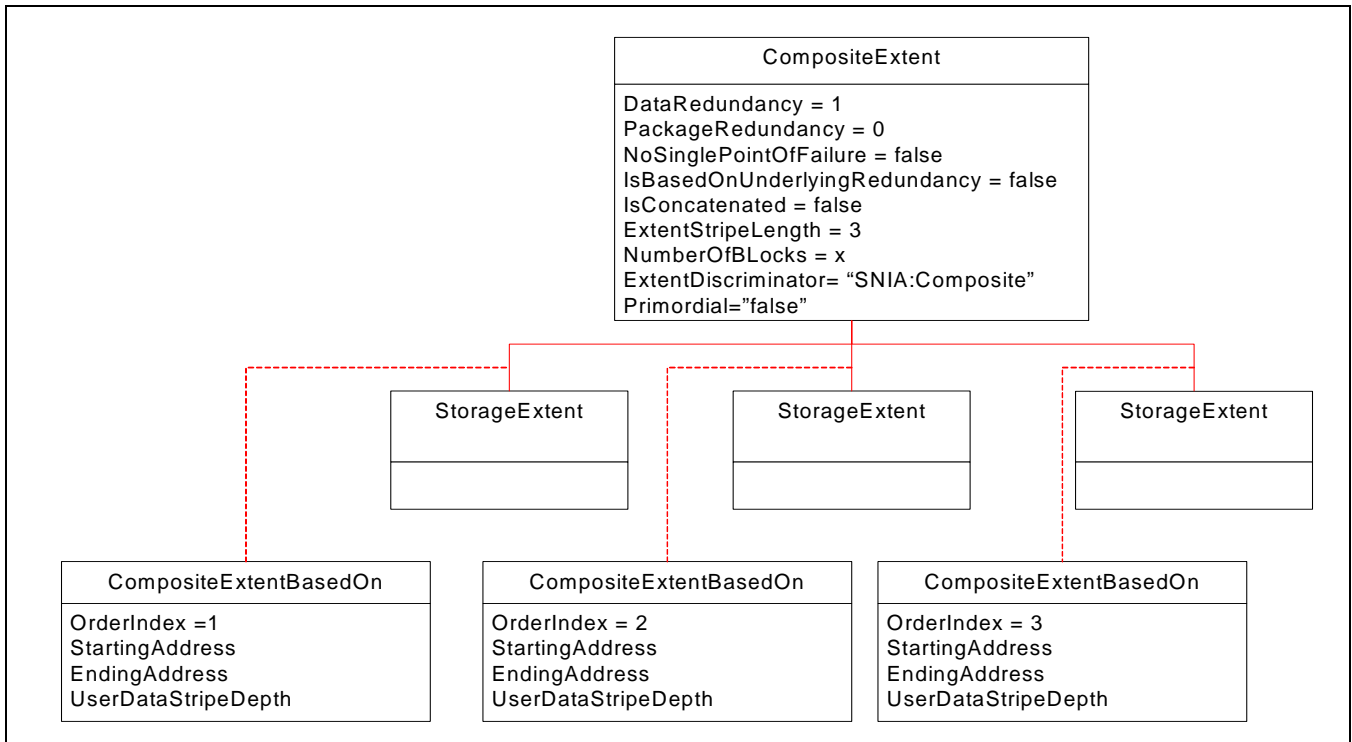 CompositeExtent
DataRedundancy = 1
PackageRedundancy = 0
NoSinglePointOfFailure = false
IsBasedOnUnderlyingRedundancy = false
IsConcatenated = false
ExtentStripeLength = 3
NumberOfBLocks = x
ExtentDiscriminator= “SNIA:Composite”
Primordial=”false”
StorageExtent
StorageExtent
StorageExtent
CompositeExtentBasedOn
OrderIndex =1
StartingAddress
EndingAddress
UserDataStripeDepth
CompositeExtentBasedOn
OrderIndex = 2
StartingAddress
EndingAddress
UserDataStripeDepth
CompositeExtentBasedOn
OrderIndex = 3
StartingAddress
EndingAddress
UserDataStripeDepth